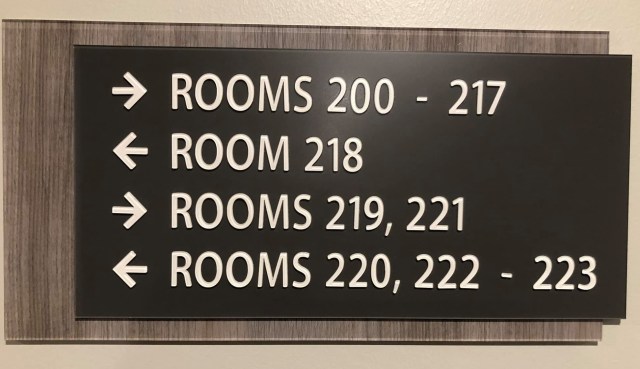 → ROOMS 200 - 217
← ROOM 218
→ ROOMS 219, 221
← ROOMS 220, 222 - 223